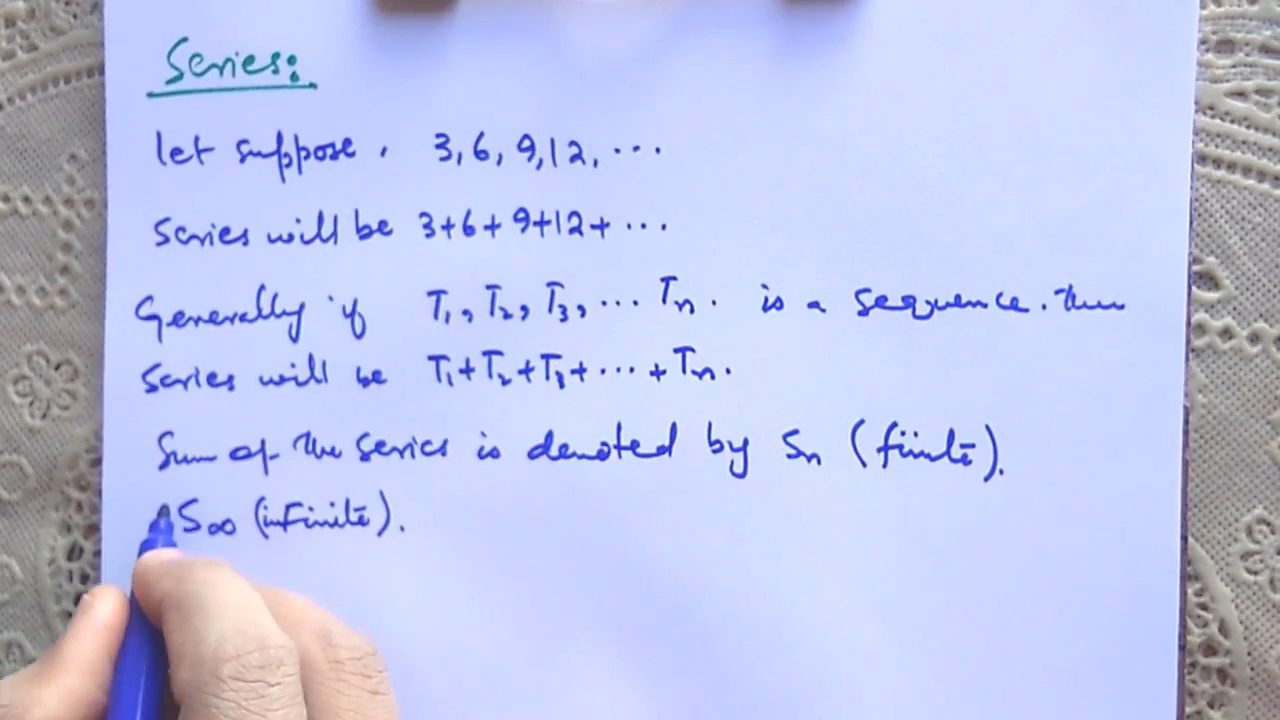 Series:
let suppose, 3, 6, 9, 12, ...
series will be 3+6+9+12+ ...
Generally if T₁, T₂, T₃, ... Tₙ. is a sequence. then
series will be T₁+T₂+T₃+ ... +Tₙ.
Sum of the series is denoted by Sₙ (finite).
S∞ (infinite).